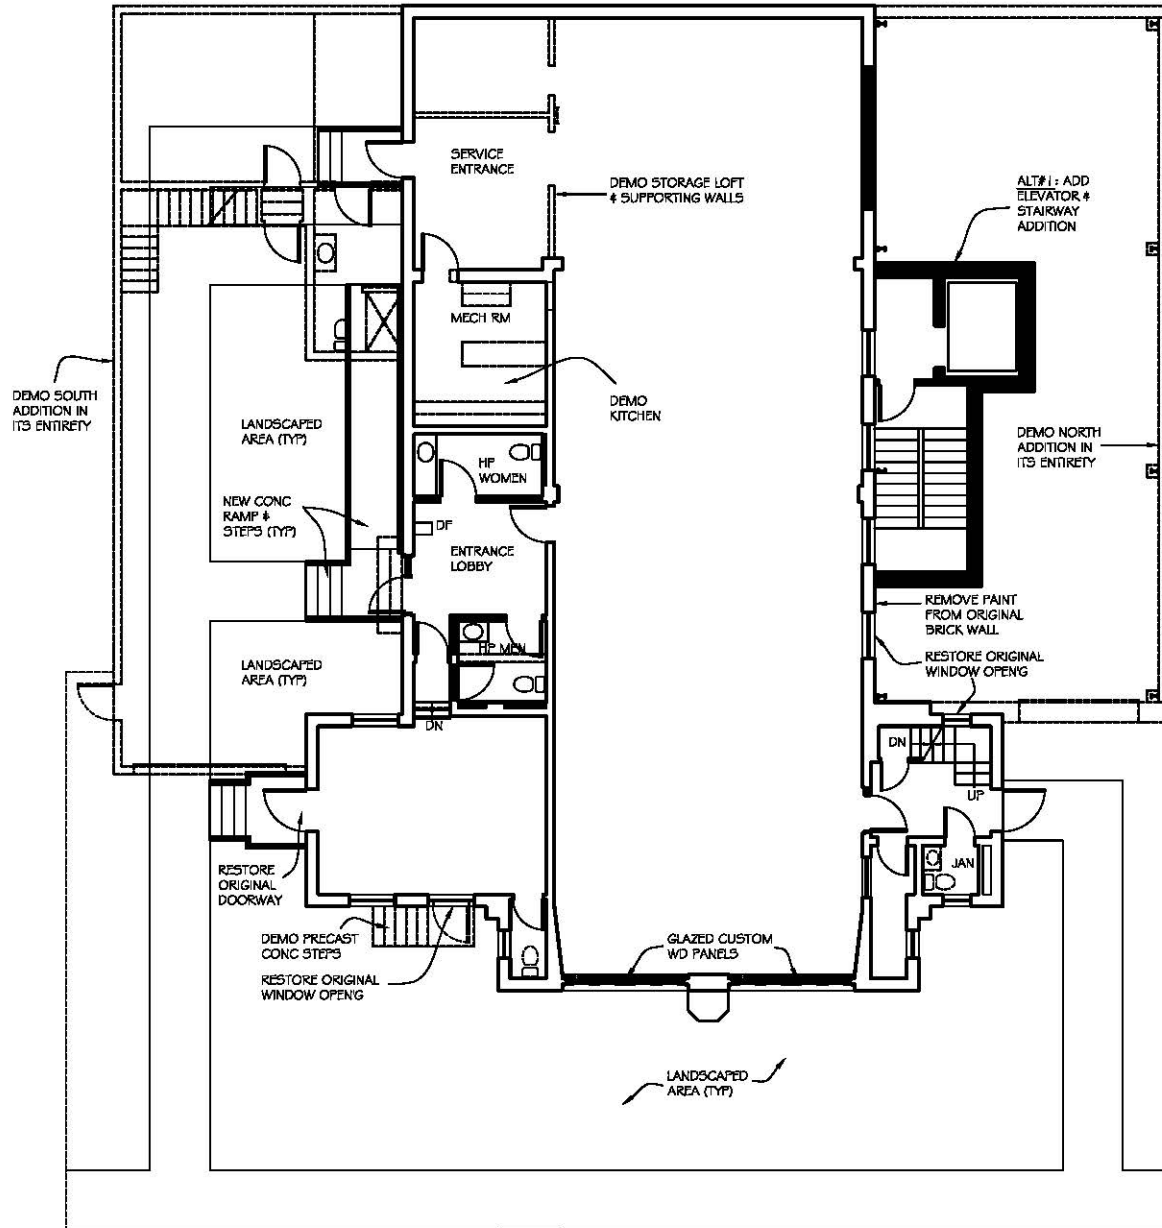 SERVICE
ENTRANCE
DEMO STORAGE LOFT
& SUPPORTING WALLS
ALT#1: ADD
ELEVATOR &
STAIRWAY
ADDITION
MECH RM
DEMO SOUTH
ADDITION IN
ITS ENTIRETY
DEMO
KITCHEN
LANDSCAPED
AREA (TYP)
DEMO NORTH
ADDITION IN
ITS ENTIRETY
HP
WOMEN
NEW CONC
RAMP &
STEPS (TYP)
DF
ENTRANCE
LOBBY
REMOVE PAINT
FROM ORIGINAL
BRICK WALL
HP MEN
RESTORE ORIGINAL
WINDOW OPEN'G
LANDSCAPED
AREA (TYP)
DN
DN
UP
RESTORE
ORIGINAL
DOORWAY
JAN
DEMO PRECAST
CONC STEPS
RESTORE ORIGINAL
WINDOW OPEN'G
GLAZED CUSTOM
WD PANELS
LANDSCAPED
AREA (TYP)